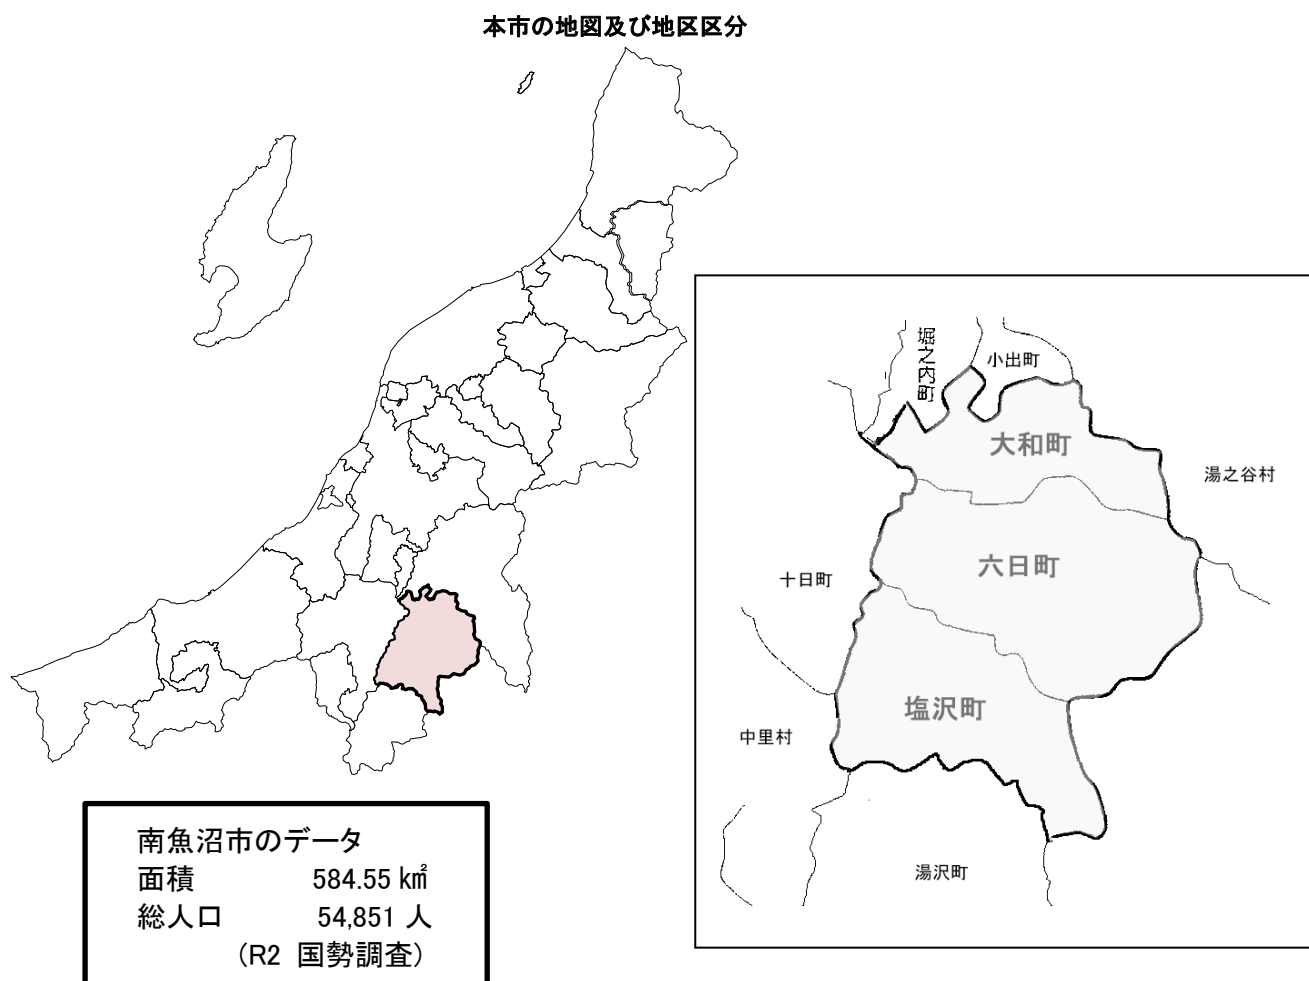 本市の地図及び地区区分
堀之内町
小出町
大和町
湯之谷村
六日町
十日町
塩沢町
中里村
湯沢町
南魚沼市のデータ
面積 584.55 k㎡
総人口 54,851 人
（R2 国勢調査）